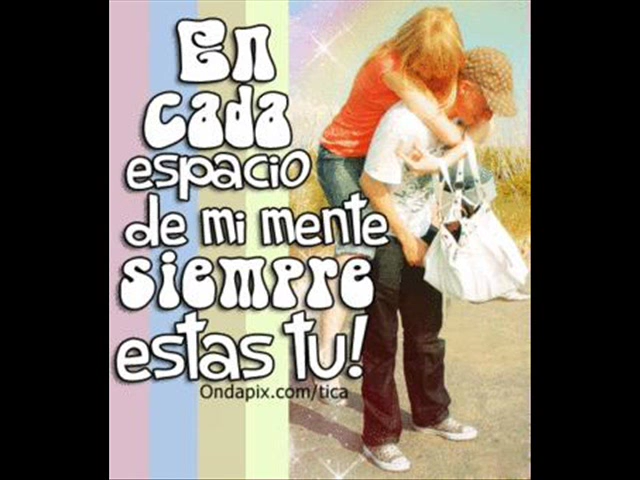 En
cada
espacio
de mi mente
siempre
estas tu!
Ondapix.com/tica